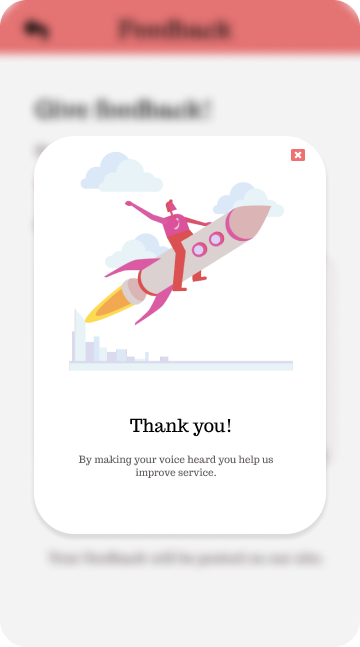 Feedback
Give feedback!
Thank you!
By making your voice heard you help us
improve service.
Your feedback will be posted on our site.